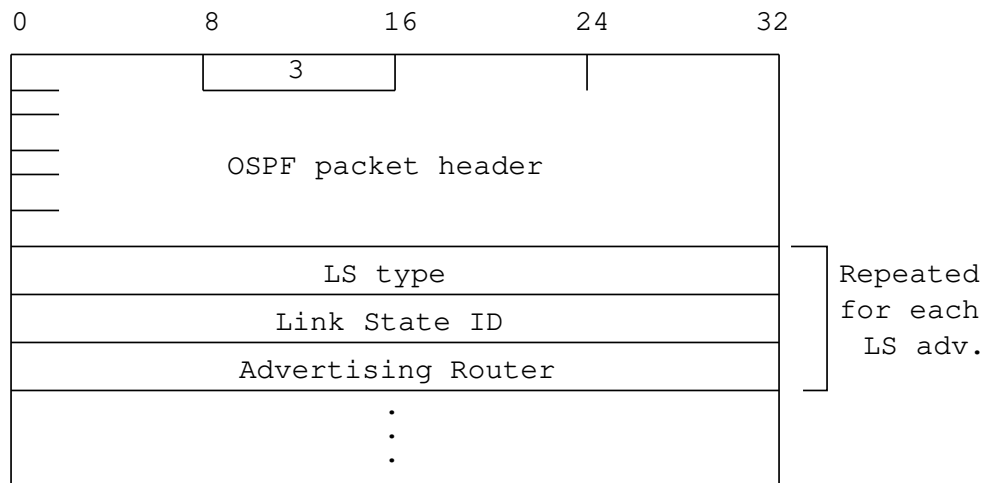 0 8 16 24 32
3
OSPF packet header
LS type
Link State ID
Advertising Router
Repeated
for each
LS adv.
.
.
.